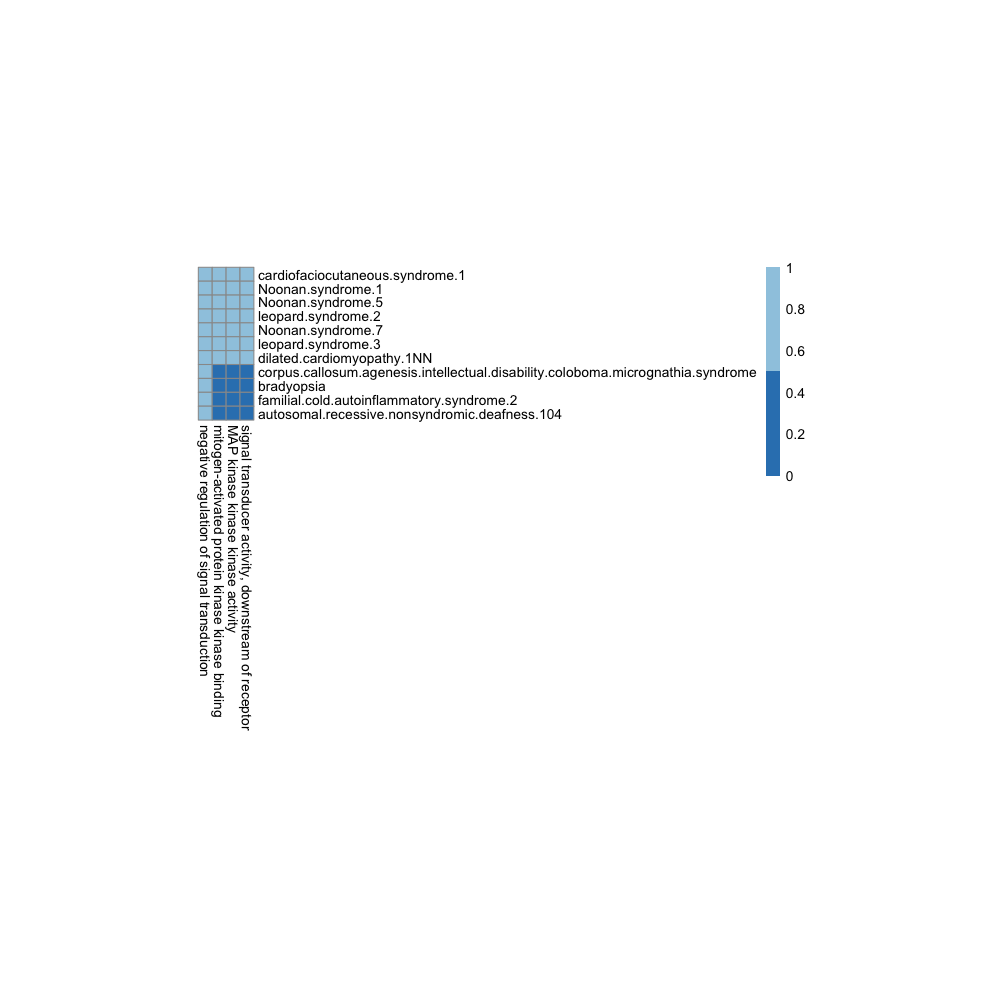 cardiofaciocutaneous.syndrome.1
Noonan.syndrome.1
Noonan.syndrome.5
leopard.syndrome.2
Noonan.syndrome.7
leopard.syndrome.3
dilated.cardiomyopathy.1NN
corpus.callosum.agenesis.intellectual.disability.coloboma.micrognathia.syndrome
bradyopsia
familial.cold.autoinflammatory.syndrome.2
autosomal.recessive.nonsyndromic.deafness.104
negative regulation of signal transduction
mitogen-activated protein kinase kinase binding
MAP kinase kinase kinase activity
signal transducer activity, downstream of receptor
1
0.8
0.6
0.4
0.2
0